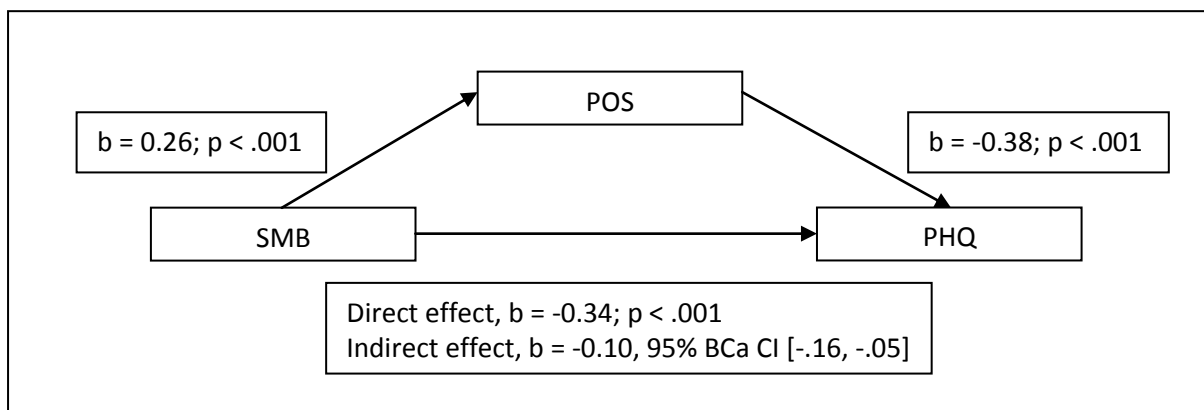 POS
b = 0.26; p < .001
b = -0.38; p < .001
SMB
PHQ
Direct effect, b = -0.34; p < .001
Indirect effect, b = -0.10, 95% BCa CI [-.16, -.05]